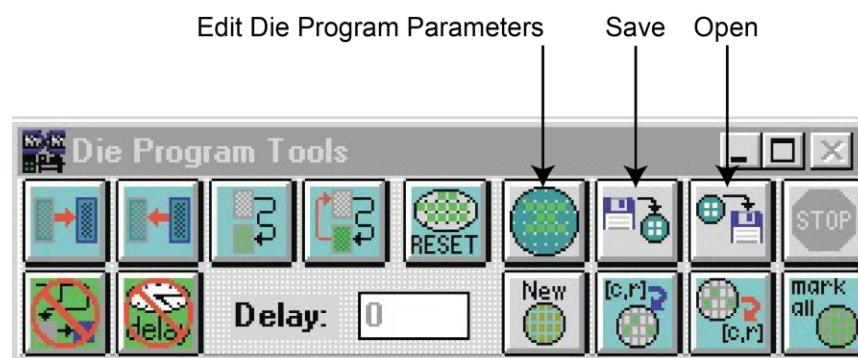 Edit Die Program Parameters Save Open
Die Program Tools
RESET
STOP
delay
Delay: 0
New
[c,r]
[c,r]
mark
all